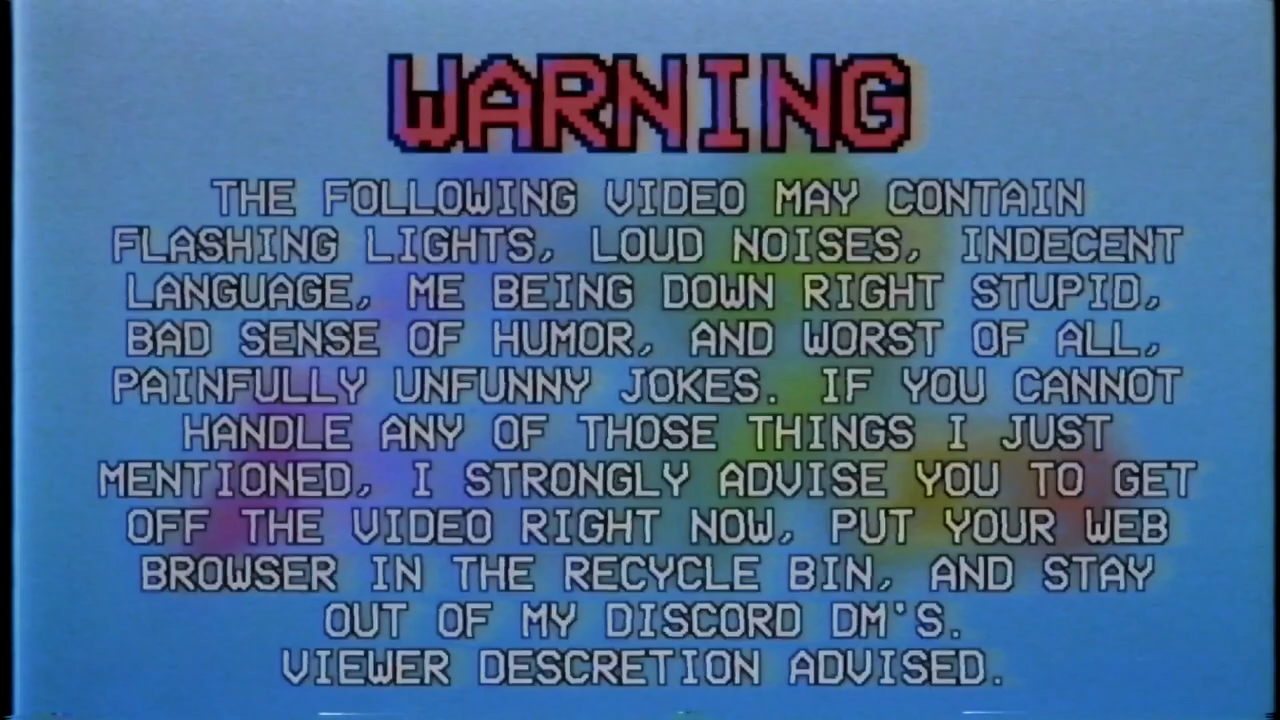 WARNING
THE FOLLOWING VIDEO MAY CONTAIN
FLASHING LIGHTS, LOUD NOISES, INDECENT
LANGUAGE, ME BEING DOWN RIGHT STUPID,
BAD SENSE OF HUMOR, AND WORST OF ALL,
PAINFULLY UNFUNNY JOKES. IF YOU CANNOT
HANDLE ANY OF THOSE THINGS I JUST
MENTIONED, I STRONGLY ADVISE YOU TO GET
OFF THE VIDEO RIGHT NOW, PUT YOUR WEB
BROWSER IN THE RECYCLE BIN, AND STAY
OUT OF MY DISCORD DM'S.
VIEWER DESCRETION ADVISED.